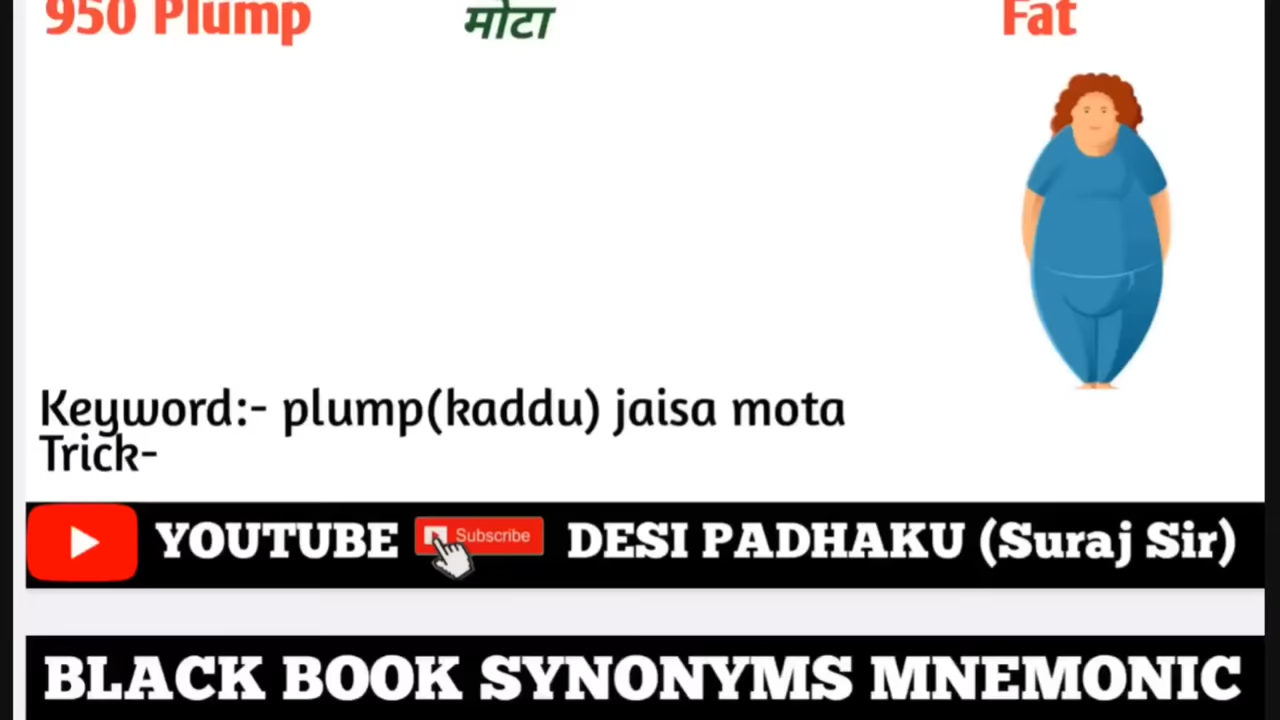 950 Plump मोटा Fat
Keyword:- plump(kaddu) jaisa mota
Trick-
YOUTUBE Subscribe DESI PADHAKU (Suraj Sir)
BLACK BOOK SYNONYMS MNEMONIC